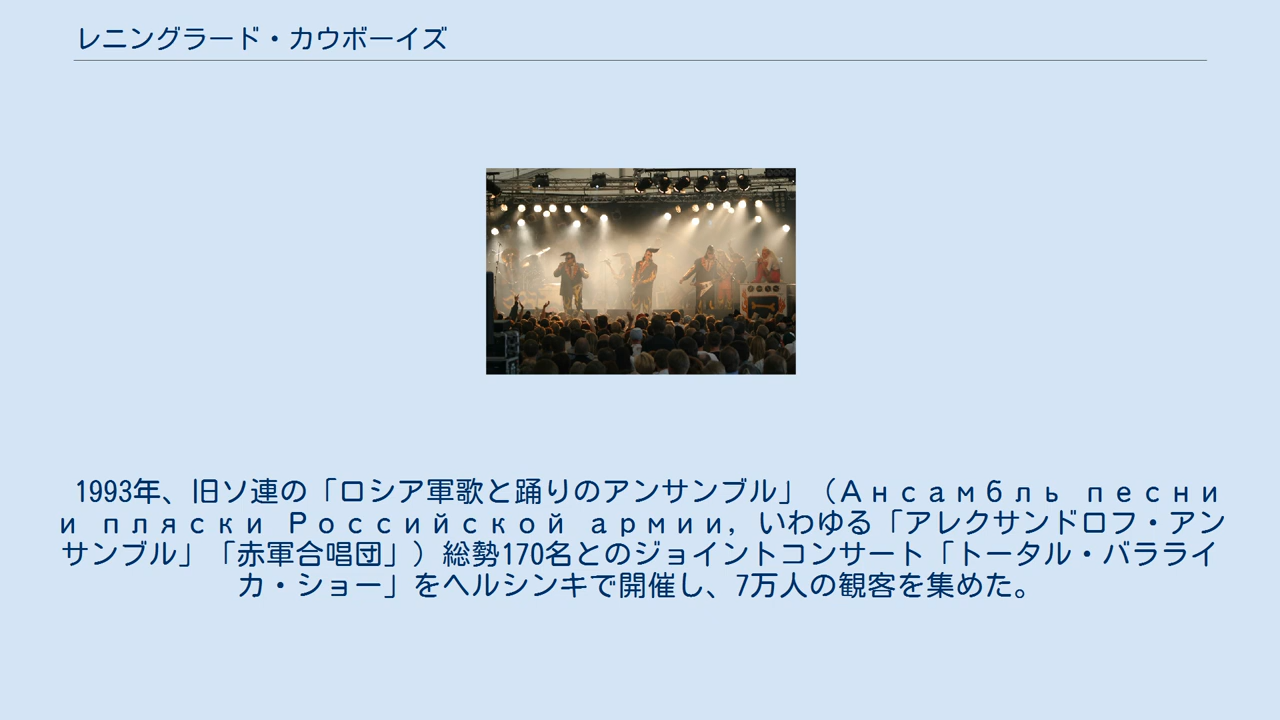 レニングラード・カウボーイズ
1993年、旧ソ連の「ロシア軍歌と踊りのアンサンブル」（Ансамбль песни
и пляски Российской армии, いわゆる「アレクサンドロフ・アン
サンブル」「赤軍合唱団」）総勢170名とのジョイントコンサート「トータル・バラライ
カ・ショー」をヘルシンキで開催し、7万人の観客を集めた。